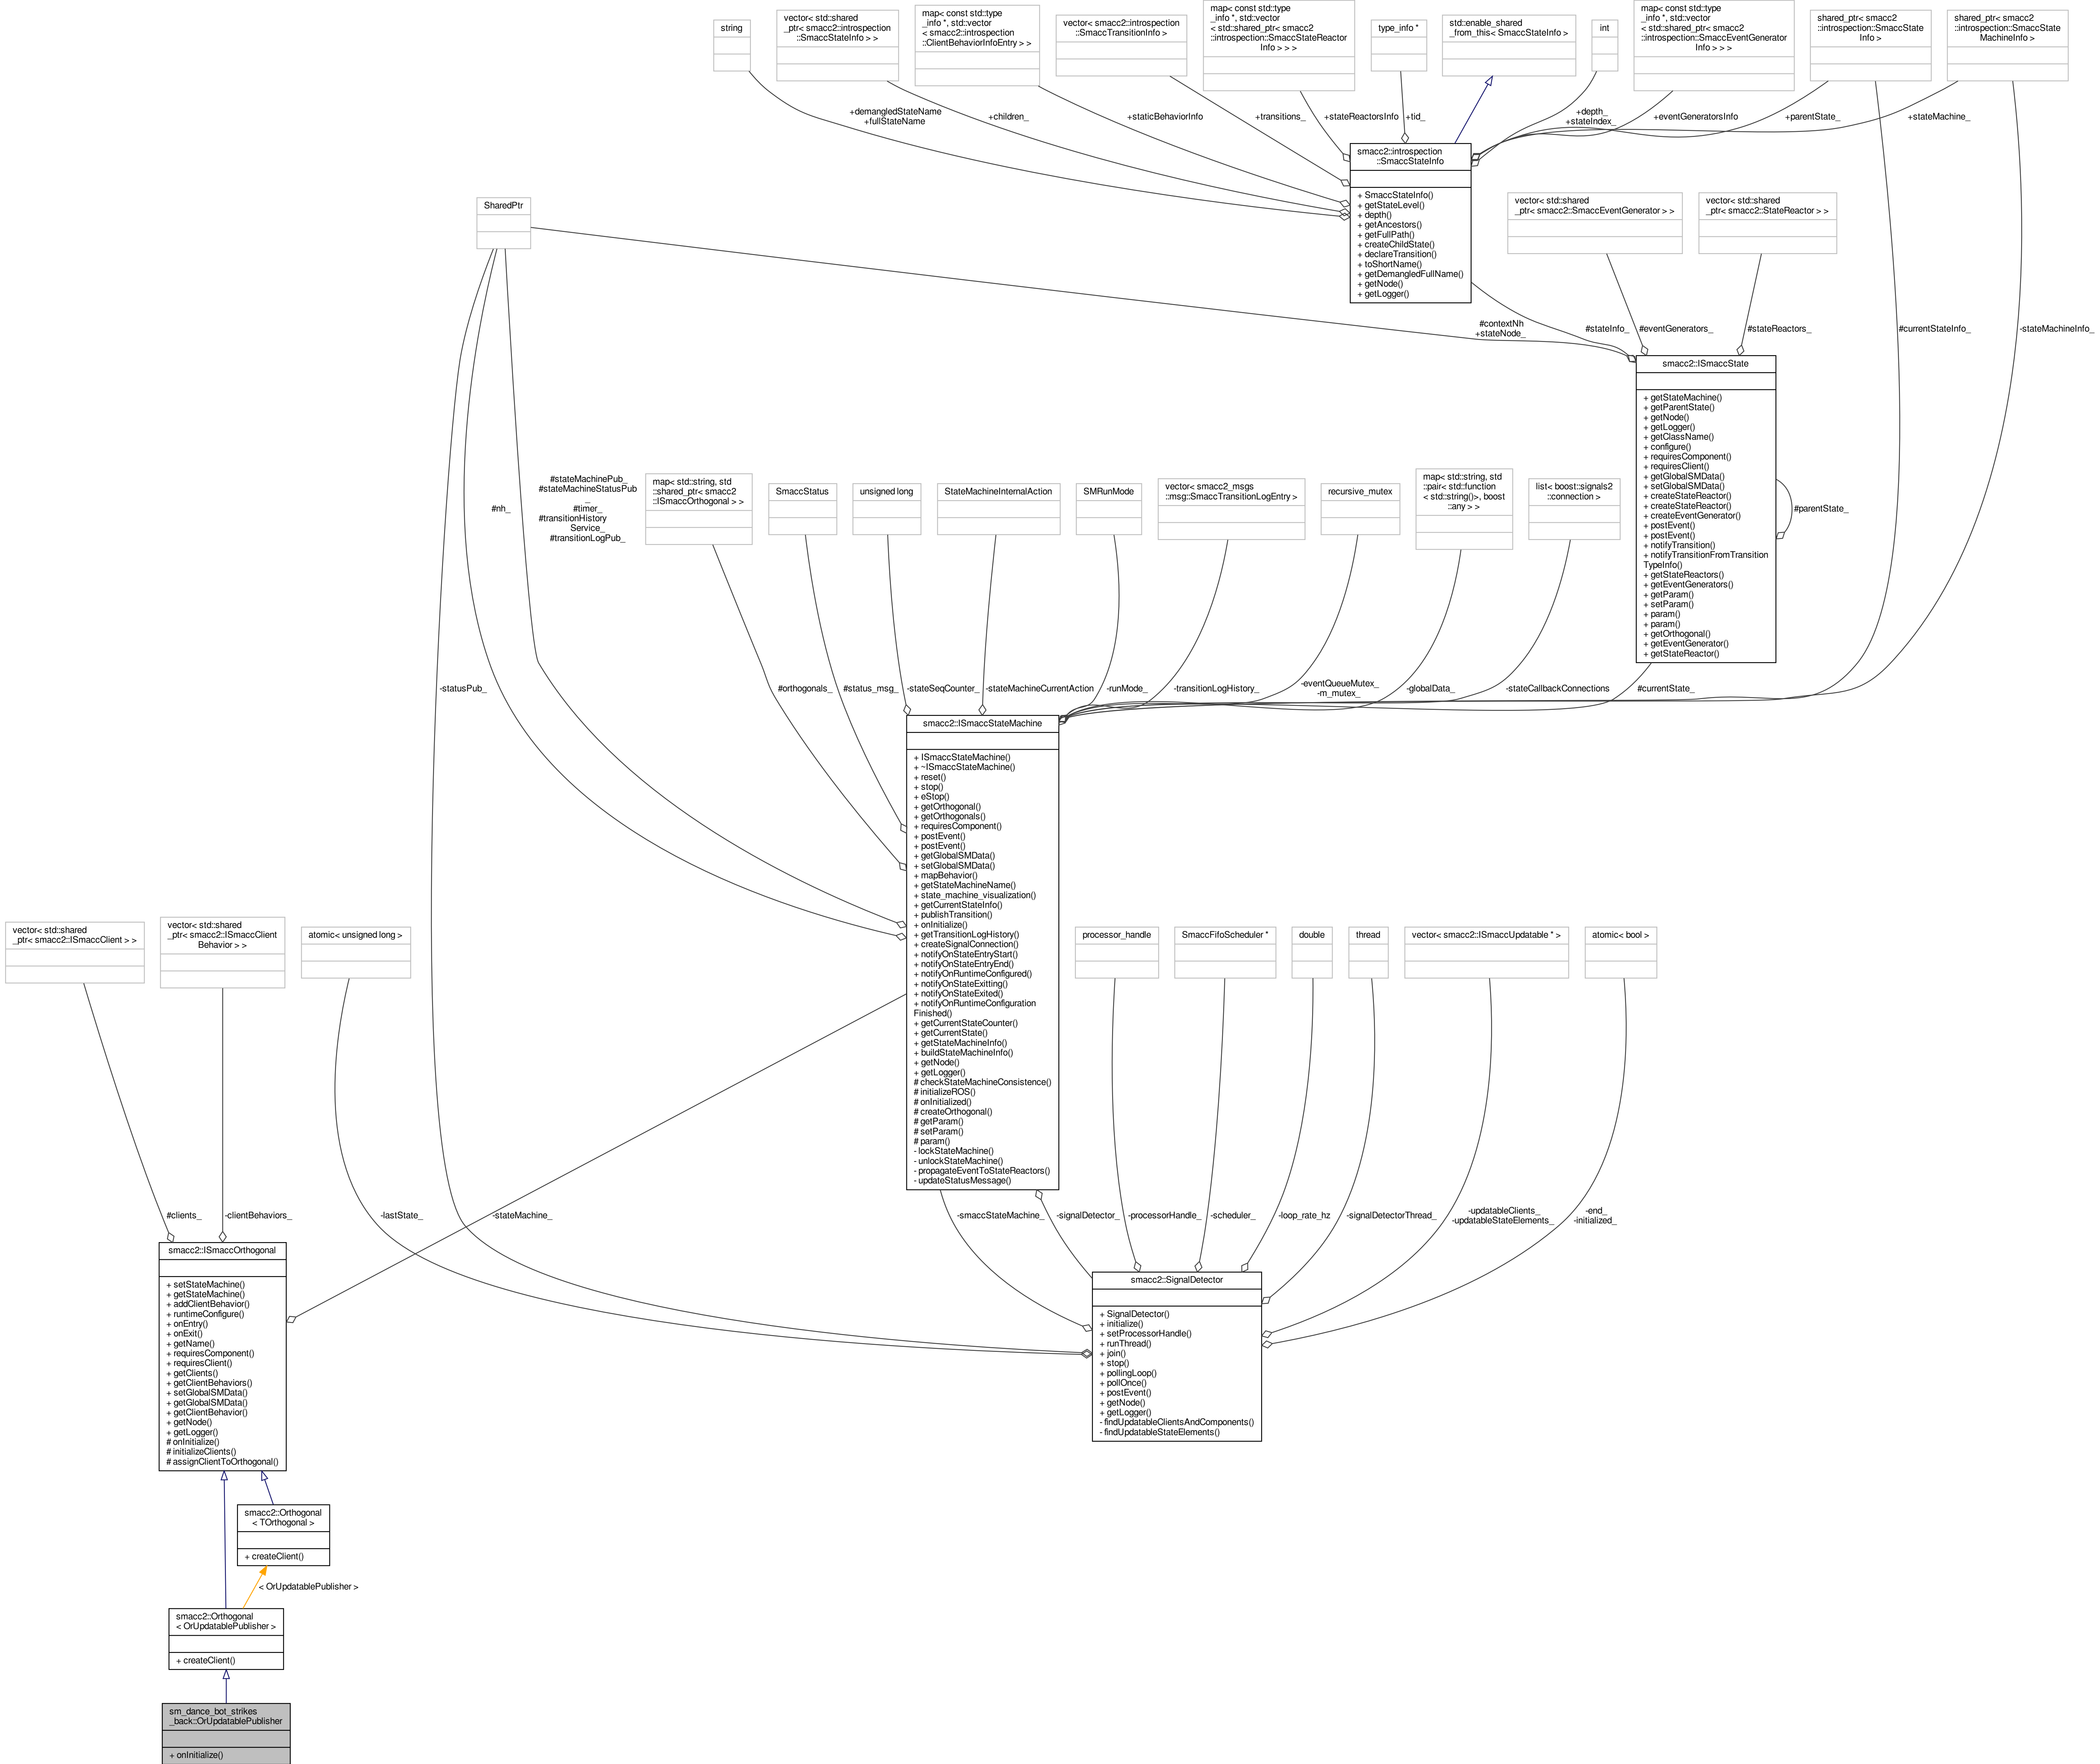 string
vector< std::shared
_ptr< smacc2::introspection
::SmaccStateInfo > >
map< const std::type
_info *, std::vector
< smacc2::introspection
::ClientBehaviorInfoEntry > >
vector< smacc2::introspection
::SmaccTransitionInfo >
map< const std::type
_info *, std::vector
< std::shared_ptr< smacc2
::introspection::SmaccStateReactor
Info > > >
type_info *
std::enable_shared
_from_this< SmaccStateInfo >
int
map< const std::type
_info *, std::vector
< std::shared_ptr< smacc2
::introspection::SmaccEventGenerator
Info > > >
shared_ptr< smacc2
::introspection::SmaccState
Info >
shared_ptr< smacc2
::introspection::SmaccState
MachineInfo >
+demangledStateName
+fullStateName
+children_
+staticBehaviorInfo
+transitions_
+stateReactorsInfo
+tid_
+depth_
+stateIndex_
+eventGeneratorsInfo
+parentState_
+stateMachine_
smacc2::introspection
::SmaccStateInfo
+ SmaccStateInfo()
+ getStateLevel()
+ depth()
+ getAncestors()
+ getFullPath()
+ createChildState()
+ declareTransition()
+ toShortName()
+ getDemangledFullName()
+ getNode()
+ getLogger()
SharedPtr
vector< std::shared
_ptr< smacc2::SmaccEventGenerator > >
vector< std::shared
_ptr< smacc2::StateReactor > >
#contextNh
+stateNode_
#stateInfo_
#eventGenerators_
#stateReactors_
#currentStateInfo_
-stateMachineInfo_
smacc2::ISmaccState
+ getStateMachine()
+ getParentState()
+ getNode()
+ getLogger()
+ getClassName()
+ configure()
+ requiresComponent()
+ requiresClient()
+ getGlobalSMData()
+ setGlobalSMData()
+ createStateReactor()
+ createStateReactor()
+ createEventGenerator()
+ postEvent()
+ postEvent()
+ notifyTransition()
+ notifyTransitionFromTransition
TypeInfo()
+ getStateReactors()
+ getEventGenerators()
+ getParam()
+ setParam()
+ param()
+ param()
+ getOrthogonal()
+ getEventGenerator()
+ getStateReactor()
#parentState_
#nh_
#stateMachinePub_
#stateMachineStatusPub
_
#timer_
#transitionHistory
Service_
#transitionLogPub_
map< std::string, std
::shared_ptr< smacc2
::ISmaccOrthogonal > >
SmaccStatus
unsigned long
StateMachineInternalAction
SMRunMode
vector< smacc2_msgs
::msg::SmaccTransitionLogEntry >
recursive_mutex
map< std::string, std
::pair< std::function
< std::string()>, boost
::any > >
list< boost::signals2
::connection >
-statusPub_
#orthogonals_
#status_msg_
-stateSeqCounter_
-stateMachineCurrentAction
-runMode_
-transitionLogHistory_
-eventQueueMutex_
-m_mutex_
-globalData_
-stateCallbackConnections
#currentState_
smacc2::ISmaccStateMachine
+ ISmaccStateMachine()
+ ~ISmaccStateMachine()
+ reset()
+ stop()
+ eStop()
+ getOrthogonal()
+ getOrthogonals()
+ requiresComponent()
+ postEvent()
+ postEvent()
+ getGlobalSMData()
+ setGlobalSMData()
+ mapBehavior()
+ getStateMachineName()
+ state_machine_visualization()
+ getCurrentStateInfo()
+ publishTransition()
+ onInitialize()
+ getTransitionLogHistory()
+ createSignalConnection()
+ notifyOnStateEntryStart()
+ notifyOnStateEntryEnd()
+ notifyOnRuntimeConfigured()
+ notifyOnStateExitting()
+ notifyOnStateExited()
+ notifyOnRuntimeConfiguration
Finished()
+ getCurrentStateCounter()
+ getCurrentState()
+ getStateMachineInfo()
+ buildStateMachineInfo()
+ getNode()
+ getLogger()
# checkStateMachineConsistence()
# initializeROS()
# onInitialized()
# createOrthogonal()
# getParam()
# setParam()
# param()
- lockStateMachine()
- unlockStateMachine()
- propagateEventToStateReactors()
- updateStatusMessage()
vector< std::shared
_ptr< smacc2::ISmaccClient > >
vector< std::shared
_ptr< smacc2::ISmaccClient
Behavior > >
atomic< unsigned long >
processor_handle
SmaccFifoScheduler *
double
thread
vector< smacc2::ISmaccUpdatable * >
atomic< bool >
#clients_
-clientBehaviors_
-lastState_
-stateMachine_
-smaccStateMachine_
-signalDetector_
-processorHandle_
-scheduler_
-loop_rate_hz
-signalDetectorThread_
-updatableClients_
-updatableStateElements_
-end_
-initialized_
smacc2::ISmaccOrthogonal
+ setStateMachine()
+ getStateMachine()
+ addClientBehavior()
+ runtimeConfigure()
+ onEntry()
+ onExit()
+ getName()
+ requiresComponent()
+ requiresClient()
+ getClients()
+ getClientBehaviors()
+ setGlobalSMData()
+ getGlobalSMData()
+ getClientBehavior()
+ getNode()
+ getLogger()
# onInitialize()
# initializeClients()
# assignClientToOrthogonal()
smacc2::SignalDetector
+ SignalDetector()
+ initialize()
+ setProcessorHandle()
+ runThread()
+ join()
+ stop()
+ pollingLoop()
+ pollOnce()
+ postEvent()
+ getNode()
+ getLogger()
- findUpdatableClientsAndComponents()
- findUpdatableStateElements()
smacc2::Orthogonal
< TOrthogonal >
+ createClient()
< OrUpdatablePublisher >
smacc2::Orthogonal
< OrUpdatablePublisher >
+ createClient()
sm_dance_bot_strikes
_back::OrUpdatablePublisher
+ onInitialize()